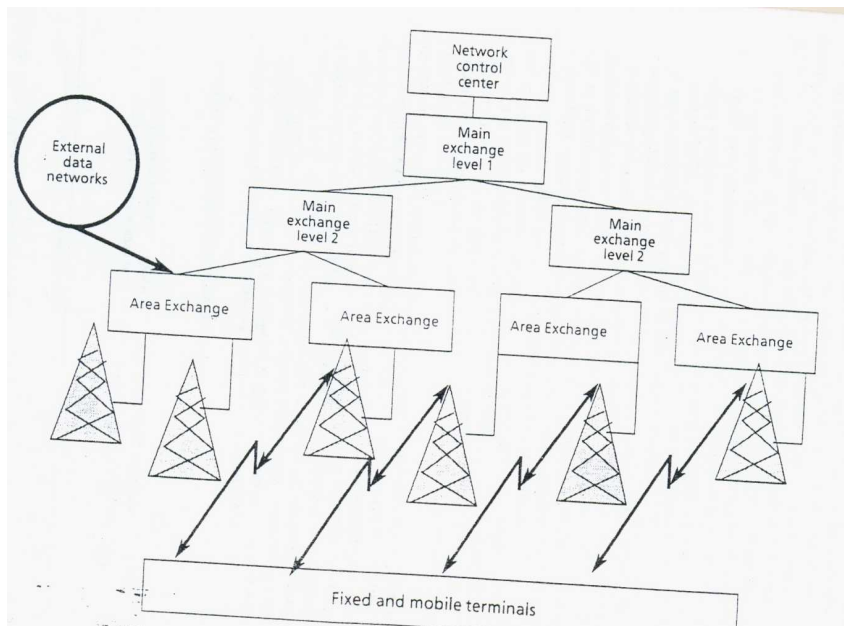 Network
control
center
Main
exchange
level 1
External
data
networks
Main
exchange
level 2
Main
exchange
level 2
Area Exchange
Area Exchange
Area Exchange
Area Exchange
Fixed and mobile terminals